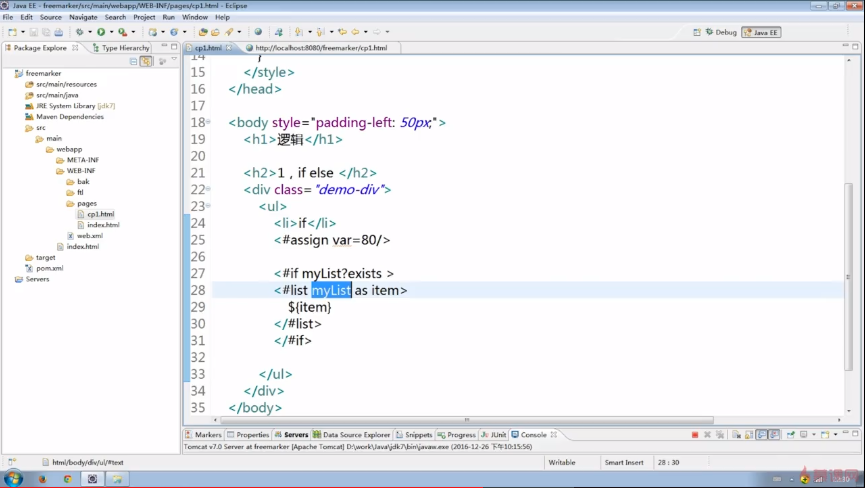 Java EE - freemarker/src/main/webapp/WEB-INF/pages/cp1.html - Eclipse
File Edit Source Navigate Search Project Run Window Help
Debug Java EE
Package Explorer Type Hierarchy
cp1.html http://localhost:8080/freemarker/cp1.html
freemarker
src/main/resources
src/main/java
JRE System Library [jdk7]
Maven Dependencies
src
main
webapp
META-INF
WEB-INF
bak
ftl
pages
cp1.html
index.html
web.xml
index.html
target
pom.xml
Servers
14 }
15 </style>
16 </head>
17
18 <body style="padding-left: 50px;">
19 <h1>逻辑</h1>
20
21 <h2>1，if else </h2>
22 <div class="demo-div">
23 <ul>
24 <li>if</li>
25 <#assign var=80/>
26
27 <#if myList?exists >
28 <#list myList as item>
29 ${item}
30 </#list>
31 </#if>
32
33 </ul>
34 </div>
35 </body>
Markers Properties Servers Data Source Explorer Snippets Progress JUnit Console
Tomcat v7.0 Server at freemarker [Apache Tomcat] D:\work\Java\jdk7\bin\javaw.exe (2016-12-26 下午10:15:56)
html/body/div/ul/#text Writable Smart Insert 28 : 30